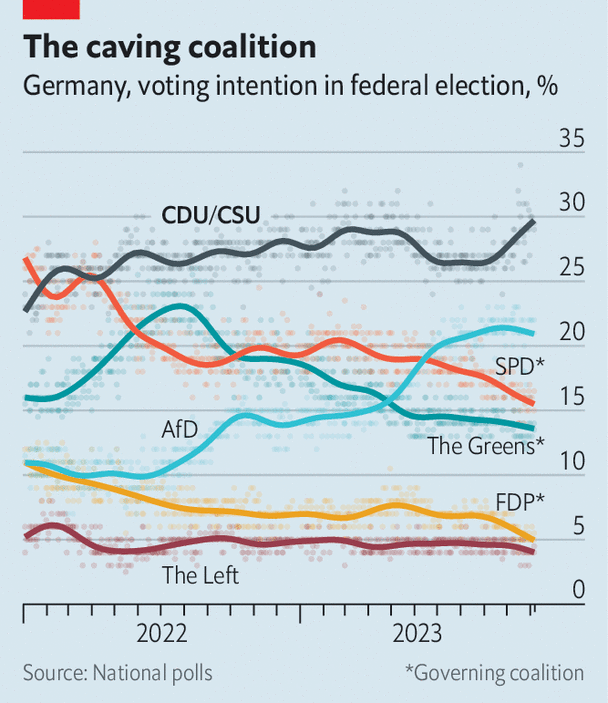 The caving coalition
Germany, voting intention in federal election, %
35
CDU/CSU
30
25
20
SPD*
15
AfD
The Greens*
10
FDP*
5
The Left
0
2022
2023
Source: National polls
*Governing coalition